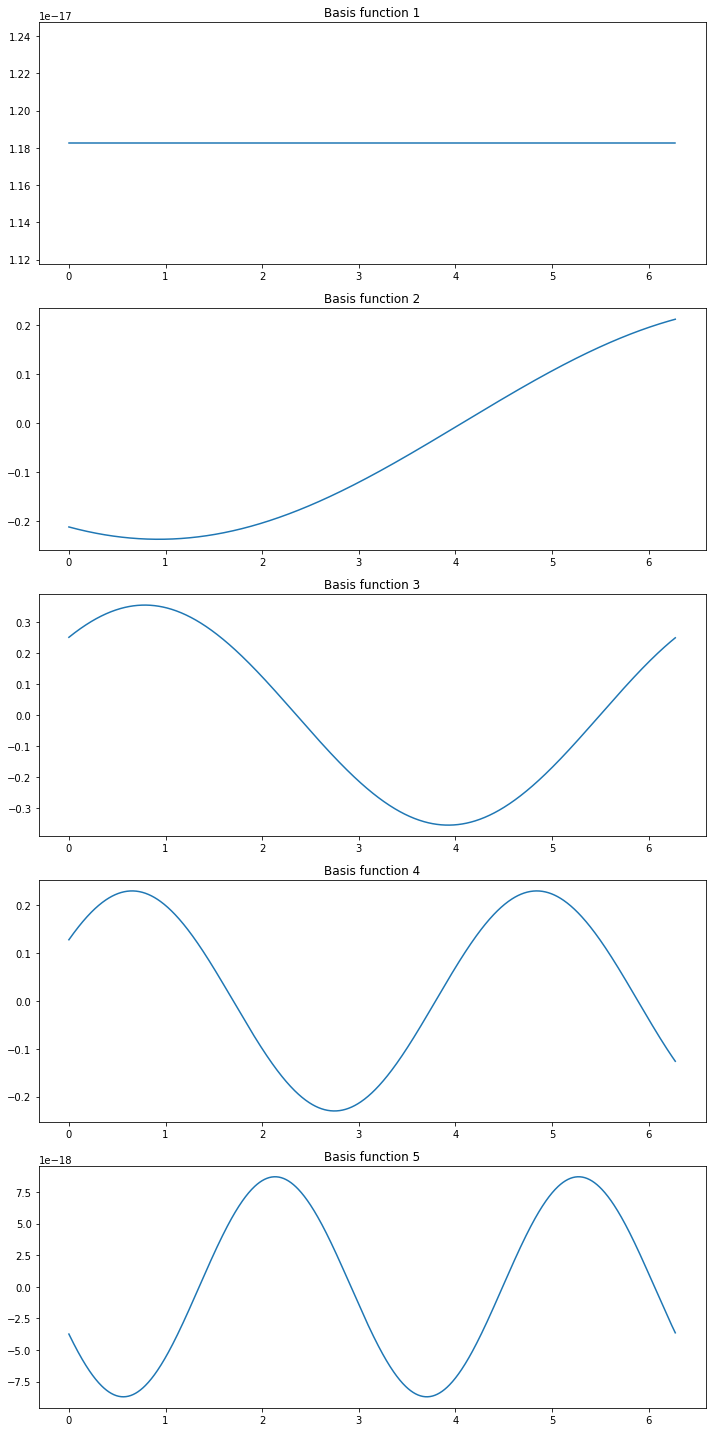 Basis function 1
1e−17
1.24
1.22
1.20
1.18
1.16
1.14
1.12
0 1 2 3 4 5 6
Basis function 2
0.2
0.1
0.0
−0.1
−0.2
0 1 2 3 4 5 6
Basis function 3
0.3
0.2
0.1
0.0
−0.1
−0.2
−0.3
0 1 2 3 4 5 6
Basis function 4
0.2
0.1
0.0
−0.1
−0.2
0 1 2 3 4 5 6
Basis function 5
1e−18
7.5
5.0
2.5
0.0
−2.5
−5.0
−7.5
0 1 2 3 4 5 6